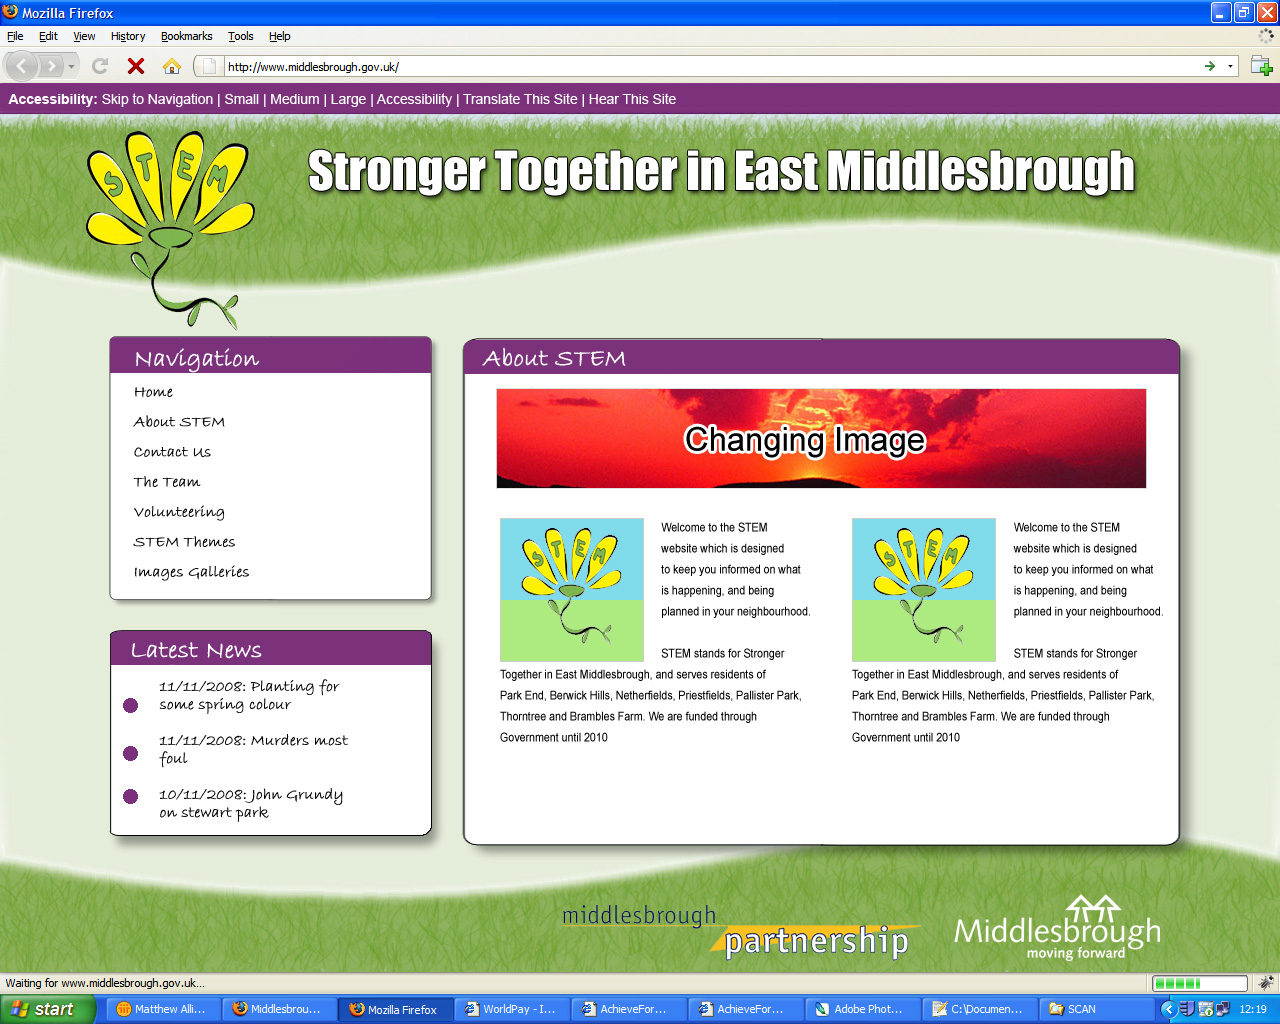 Mozilla Firefox
File Edit View History Bookmarks Tools Help
http://www.middlesbrough.gov.uk/
Accessibility: Skip to Navigation | Small | Medium | Large | Accessibility | Translate This Site | Hear This Site
STEM
Stronger Together in East Middlesbrough
Navigation
Home
About STEM
Contact Us
The Team
Volunteering
STEM Themes
Images Galleries
Latest News
11/11/2008: Planting for
some spring colour
11/11/2008: Murders most
foul
10/11/2008: John Grundy
on stewart park
About STEM
Changing Image
STEM
Welcome to the STEM
website which is designed
to keep you informed on what
is happening, and being
planned in your neighbourhood.
STEM stands for Stronger
Together in East Middlesbrough, and serves residents of
Park End, Berwick Hills, Netherfields, Priestfields, Pallister Park,
Thorntree and Brambles Farm. We are funded through
Government until 2010
STEM
Welcome to the STEM
website which is designed
to keep you informed on what
is happening, and being
planned in your neighbourhood.
STEM stands for Stronger
Together in East Middlesbrough, and serves residents of
Park End, Berwick Hills, Netherfields, Priestfields, Pallister Park,
Thorntree and Brambles Farm. We are funded through
Government until 2010
middlesbrough
partnership
Middlesbrough
moving forward
Waiting for www.middlesbrough.gov.uk...
start Matthew Alli... Middlesbrou... Mozilla Firefox WorldPay - I... AchieveFor... AchieveFor... Adobe Phot... C:\Documen... SCAN 12:19